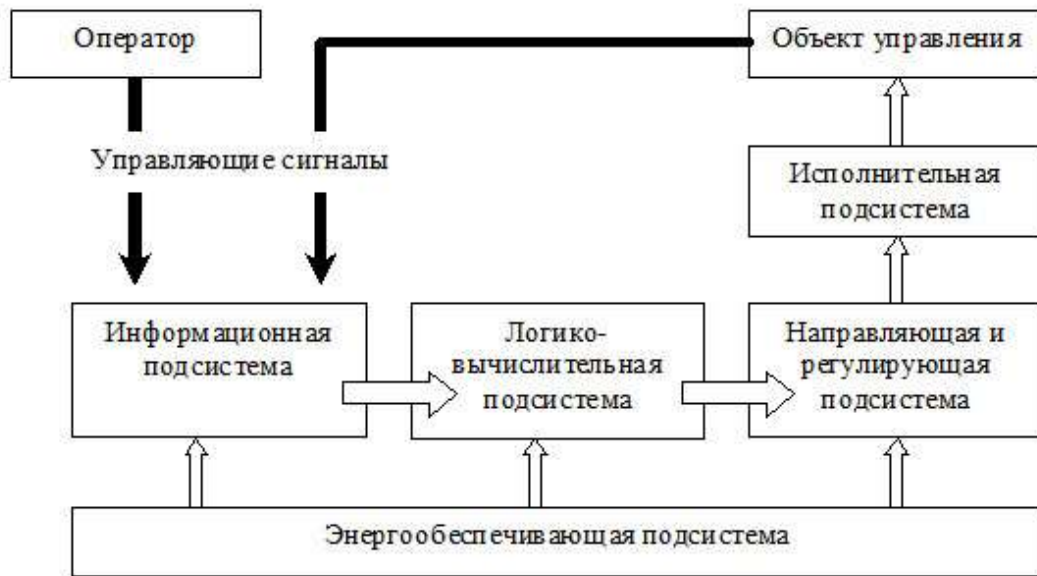 Оператор
Объект управления
Управляющие сигналы
Исполнительная
подсистема
Информационная
подсистема
Логико-
вычислительная
подсистема
Направляющая и
регулирующая
подсистема
Энергообеспечивающая подсистема